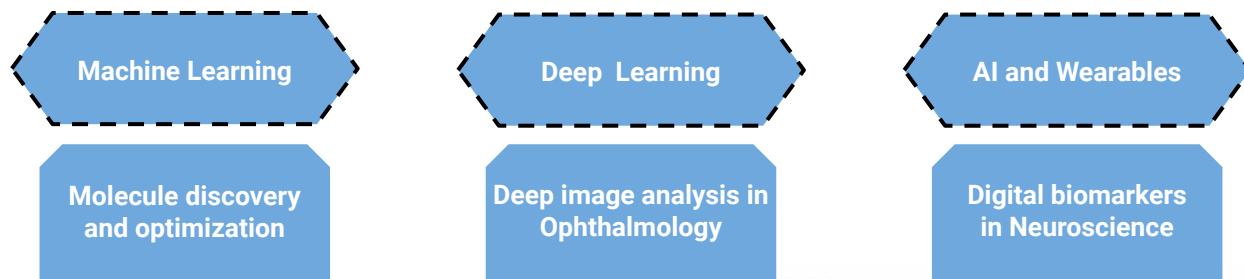 Machine Learning
Deep Learning
AI and Wearables
Molecule discovery
and optimization
Deep image analysis in
Ophthalmology
Digital biomarkers
in Neuroscience